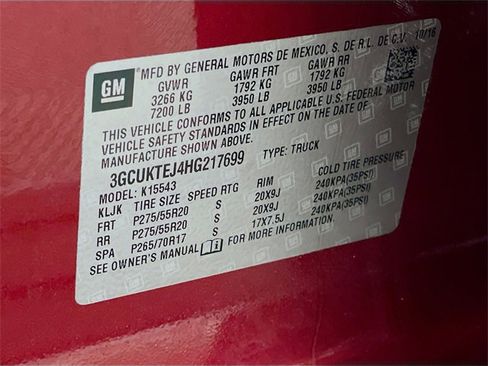 GM
MFD BY GENERAL MOTORS DE MEXICO, S. DE R.L. DE C.V. 10/16
GVWR GAWR FRT GAWR RR
3266 KG 1792 KG 1792 KG
7200 LB 3950 LB 3950 LB
THIS VEHICLE CONFORMS TO ALL APPLICABLE U.S. FEDERAL MOTOR
VEHICLE SAFETY STANDARDS IN EFFECT ON THE DATE OF
MANUFACTURE SHOWN ABOVE.
3GCUKTEJ4HG217699 TYPE: TRUCK
MODEL: K15543
KLJK TIRE SIZE SPEED RTG RIM COLD TIRE PRESSURE
FRT P275/55R20 S 20X9J 240KPA(35PSI)
RR P275/55R20 S 20X9J 240KPA(35PSI)
SPA P265/70R17 S 17X7.5J 240KPA(35PSI)
SEE OWNER'S MANUAL FOR MORE INFORMATION.